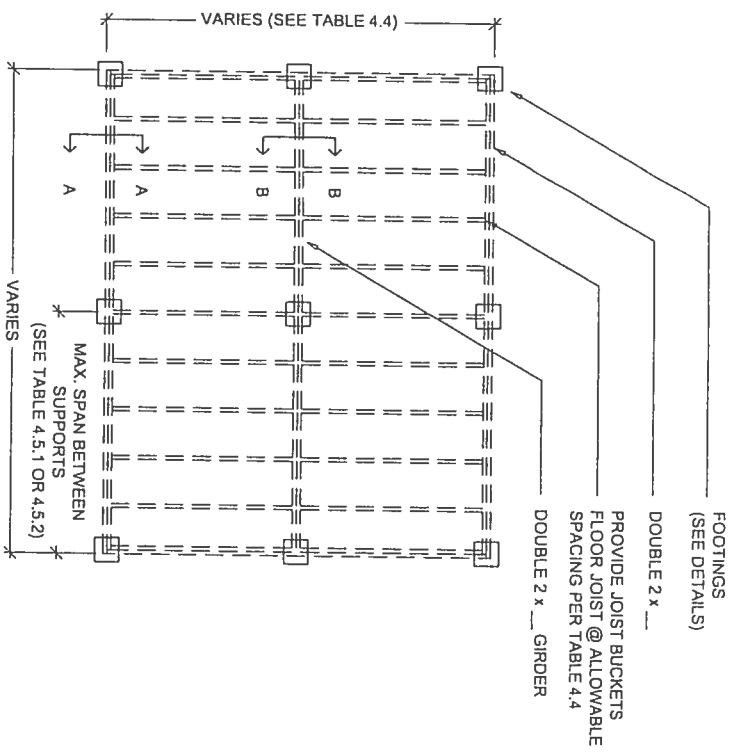 VARIES (SEE TABLE 4.4)
FOOTINGS
(SEE DETAILS)
DOUBLE 2 x __
PROVIDE JOIST BUCKETS
FLOOR JOIST @ ALLOWABLE
SPACING PER TABLE 4.4
DOUBLE 2 x __ GIRDER
A
A
B
B
MAX. SPAN BETWEEN
SUPPORTS
(SEE TABLE 4.5.1 OR 4.5.2)
VARIES